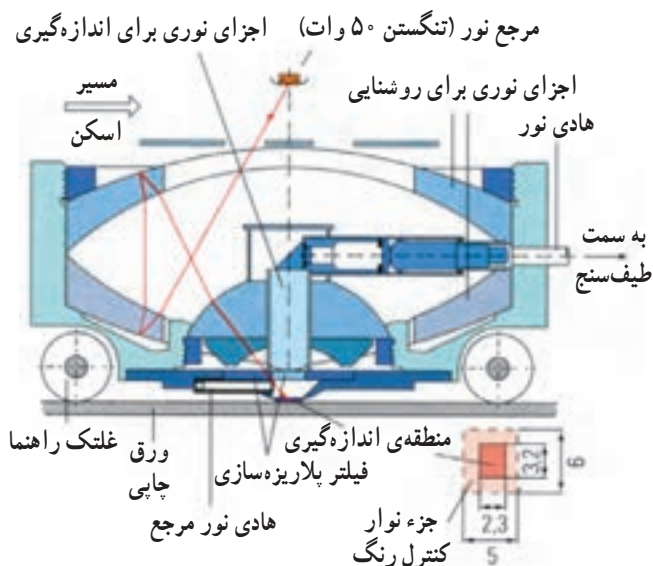 مرجع نور (تنگستن ۵۰ وات)
اجزای نوری برای اندازه‌گیری
مسیر
اسکن
اجزای نوری برای روشنایی
هادی نور
به سمت
طیف‌سنج
غلتک راهنما
ورق
چاپی
منطقه‌ی اندازه‌گیری
فیلتر پلاریزه‌سازی
هادی نور مرجع
جزء نوار
کنترل رنگ
3,2
6
2,3
5